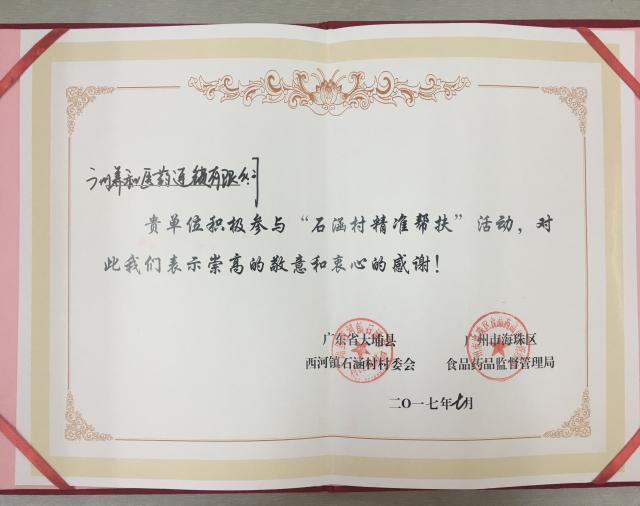 广州养和医药连锁有限公司
贵单位积极参与“石涵村精准帮扶”活动，对
此我们表示崇高的敬意和衷心的感谢！
广东省大埔县
西河镇石涵村村委会
广州市海珠区
食品药品监督管理局
二〇一七年七月